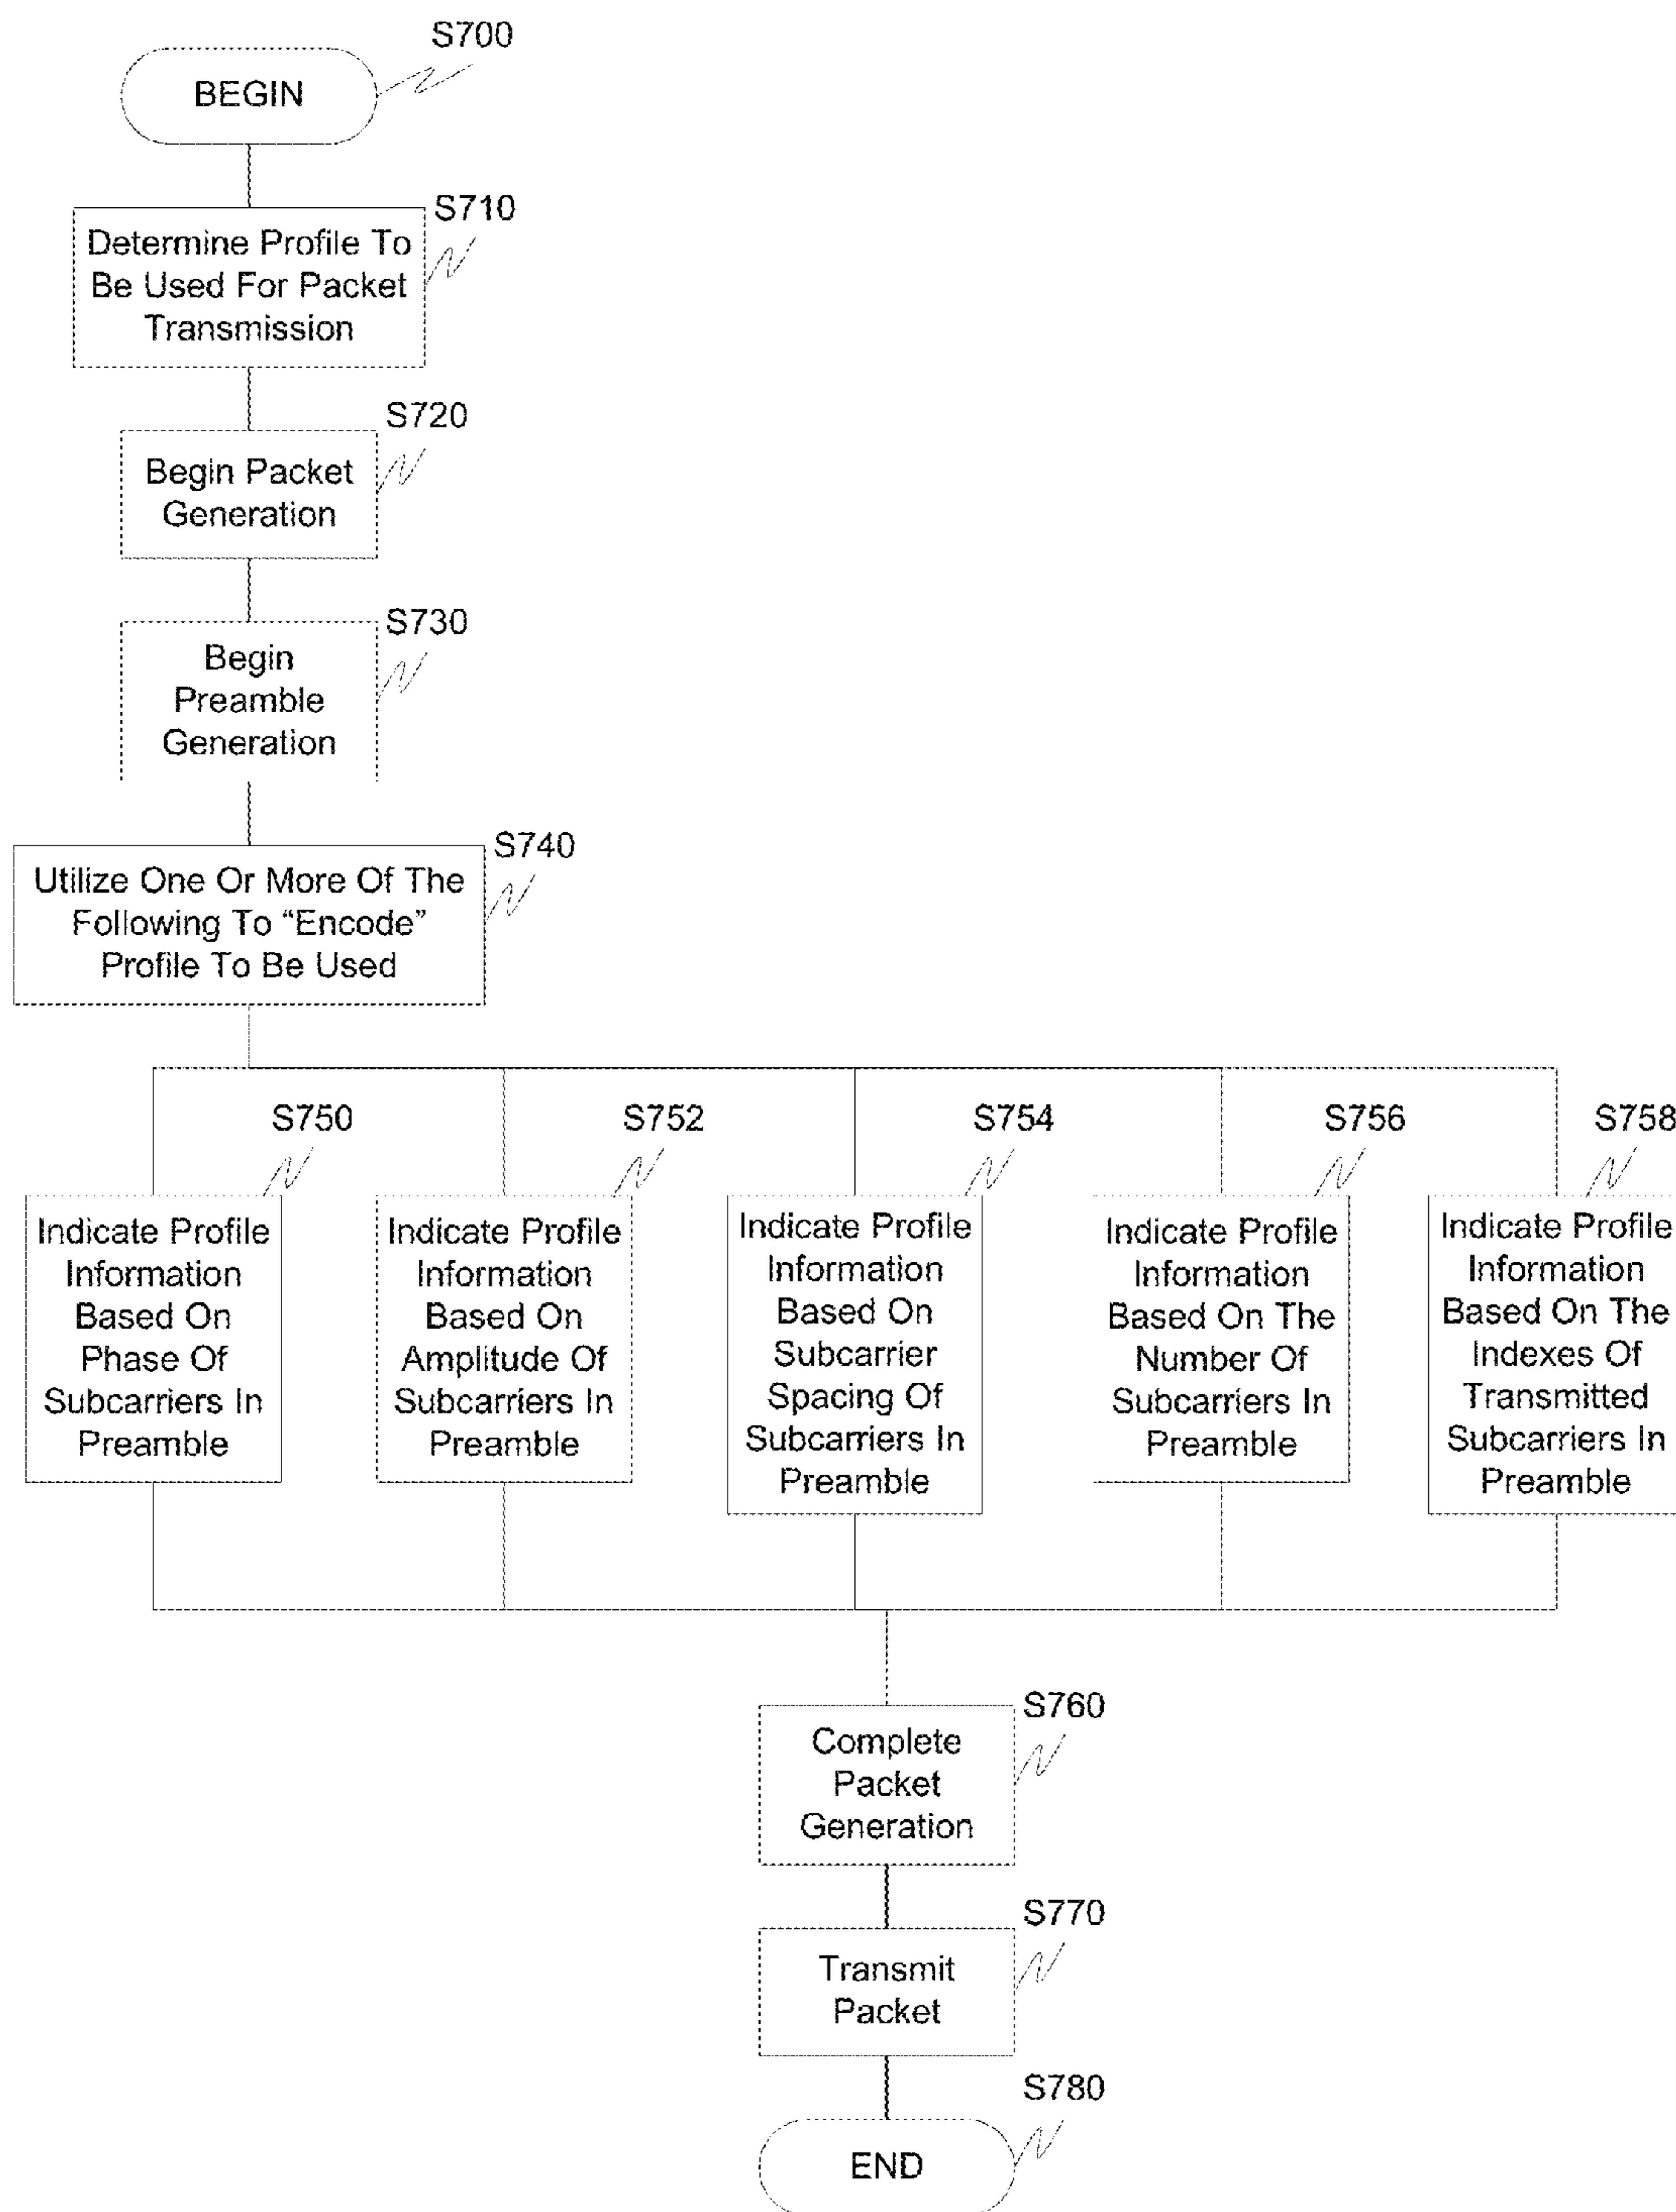 S700
BEGIN
S710
Determine Profile To
Be Used For Packet
Transmission
S720
Begin Packet
Generation
S730
Begin
Preamble
Generation
S740
Utilize One Or More Of The
Following To “Encode”
Profile To Be Used
S750
Indicate Profile
Information
Based On
Phase Of
Subcarriers In
Preamble
S752
Indicate Profile
Information
Based On
Amplitude Of
Subcarriers In
Preamble
S754
Indicate Profile
Information
Based On
Subcarrier
Spacing Of
Subcarriers In
Preamble
S756
Indicate Profile
Information
Based On The
Number Of
Subcarriers In
Preamble
S758
Indicate Profile
Information
Based On The
Indexes Of
Transmitted
Subcarriers In
Preamble
S760
Complete
Packet
Generation
S770
Transmit
Packet
S780
END